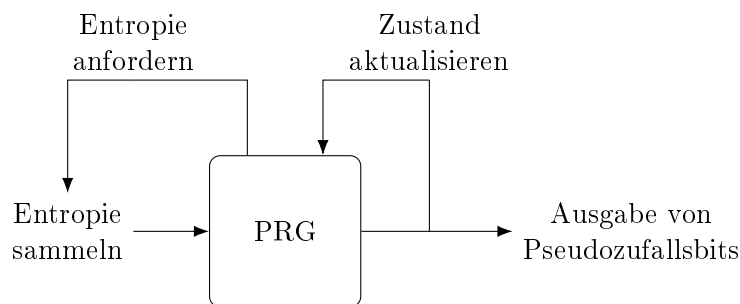 Entropie
anfordern
Zustand
aktualisieren
Entropie
sammeln
PRG
Ausgabe von
Pseudozufallsbits